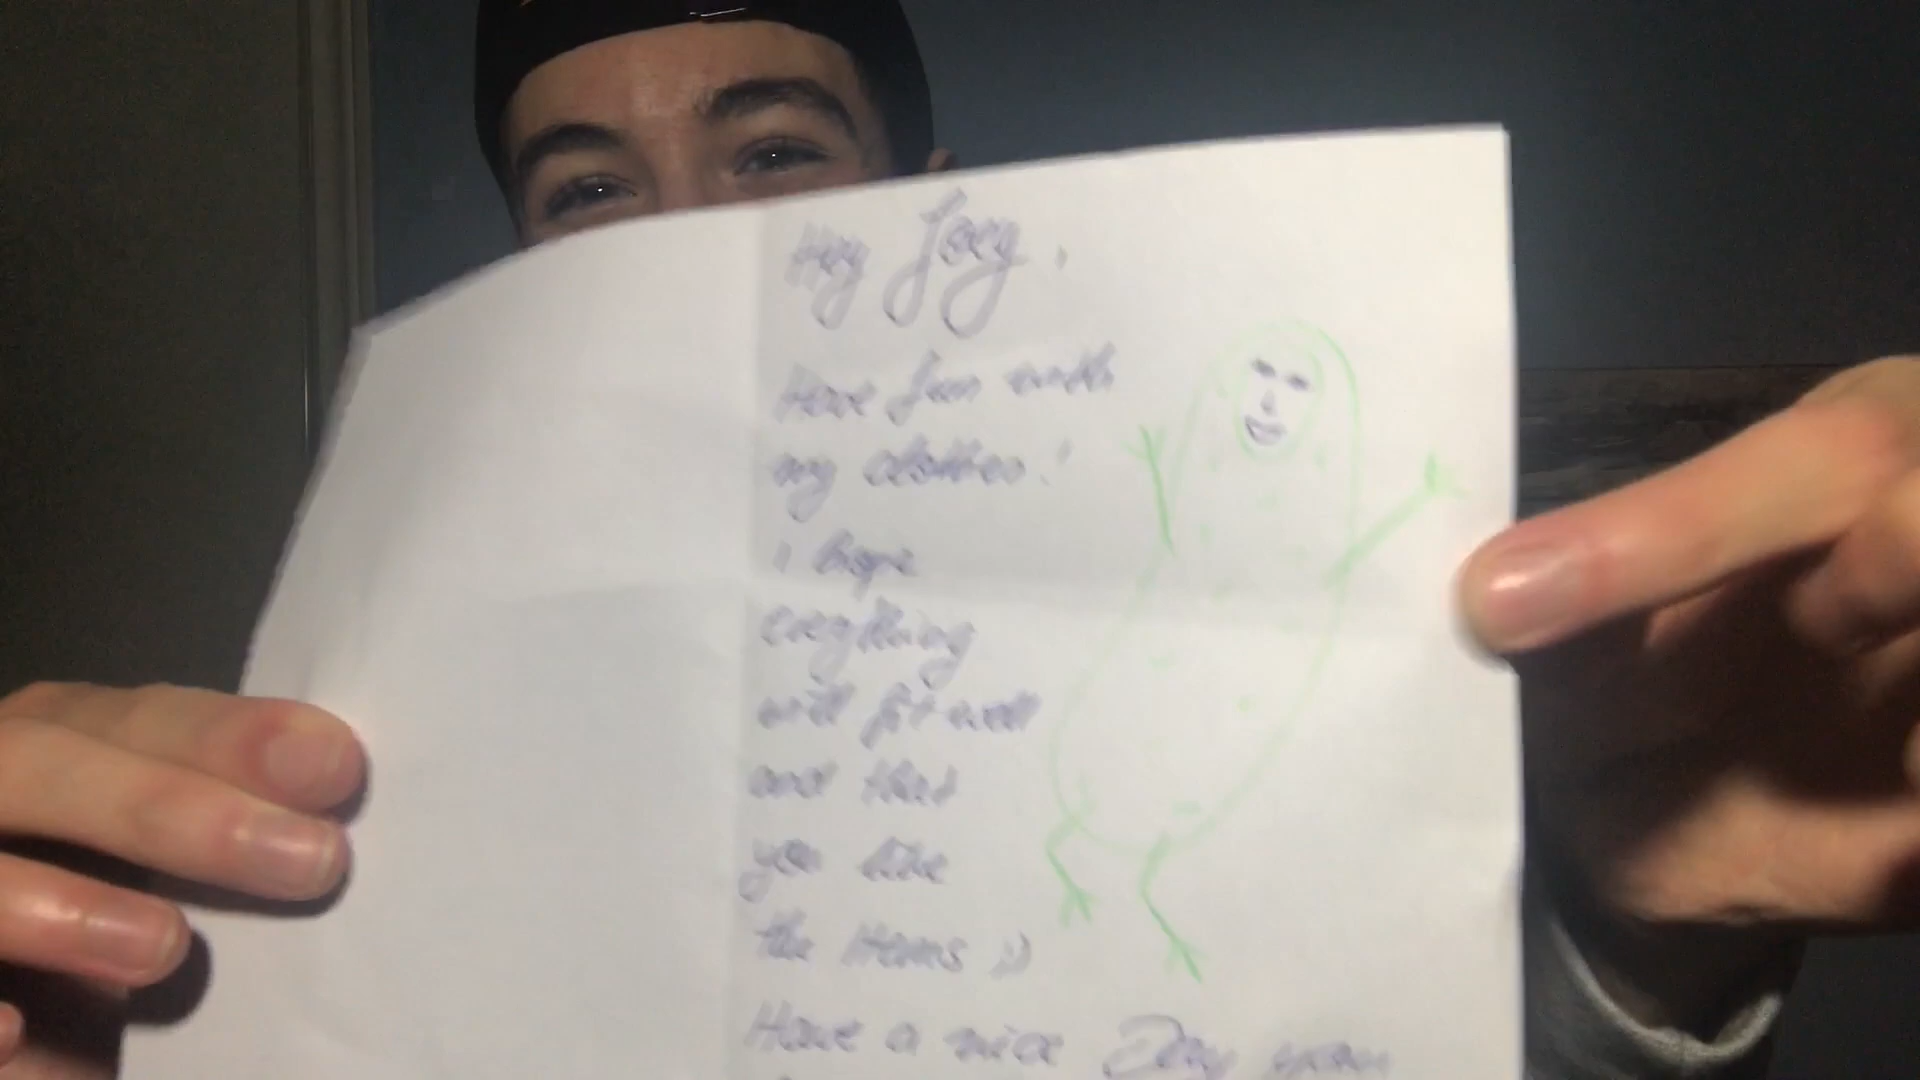 Hey Joey,
Have fun with
my clothes!
i hope
everything
will fit well
and that
you like
the items :)
Have a nice Day